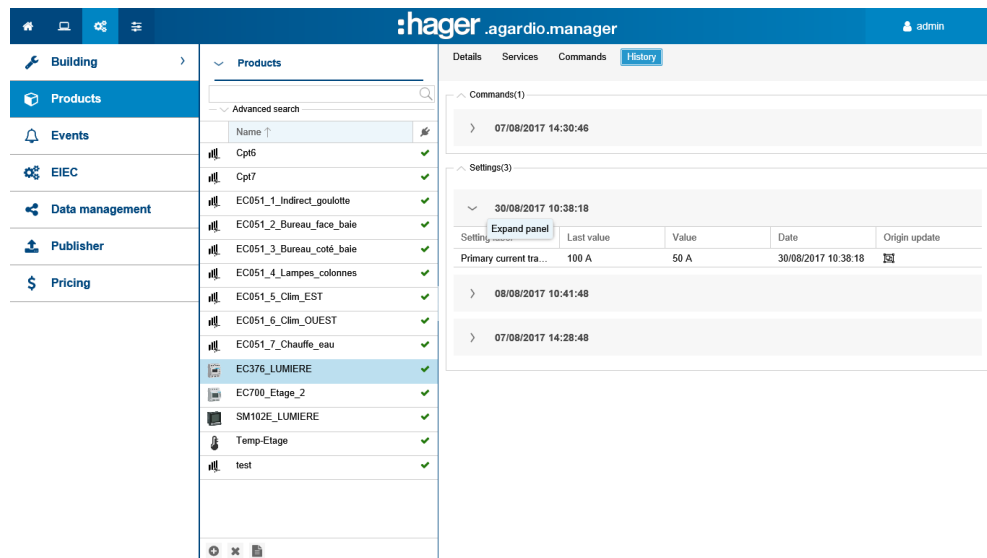 :hager .agardio.manager
admin
Building
Products
Events
EIEC
Data management
Publisher
Pricing
Products
Advanced search
Name
Cpt6
Cpt7
EC051_1_Indirect_goulotte
EC051_2_Bureau_face_baie
EC051_3_Bureau_coté_baie
EC051_4_Lampes_colonnes
EC051_5_Clim_EST
EC051_6_Clim_OUEST
EC051_7_Chauffe_eau
EC376_LUMIERE
EC700_Etage_2
SM102E_LUMIERE
Temp-Etage
test
Details Services Commands History
Commands(1)
07/08/2017 14:30:46
Settings(3)
30/08/2017 10:38:18
Expand panel
Setting Last value Value Date Origin update
Primary current tra... 100 A 50 A 30/08/2017 10:38:18
08/08/2017 10:41:48
07/08/2017 14:28:48